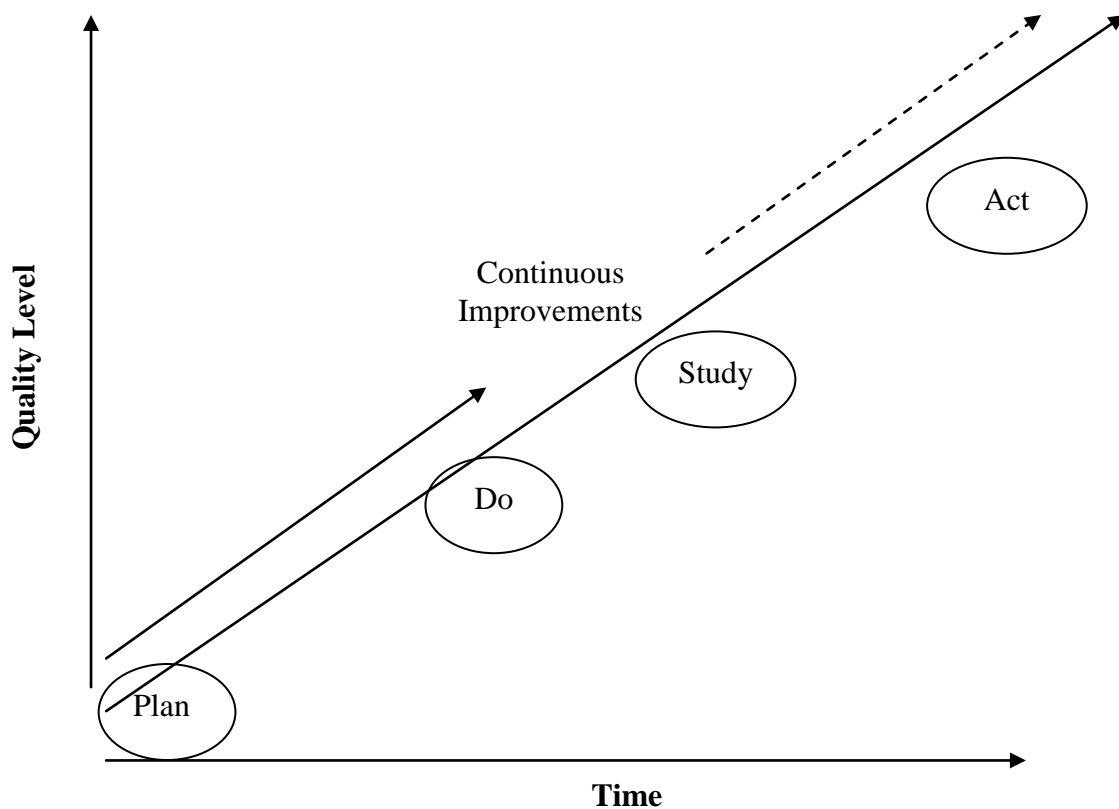 Act
Continuous
Improvements
Study
Quality Level
Do
Plan
Time